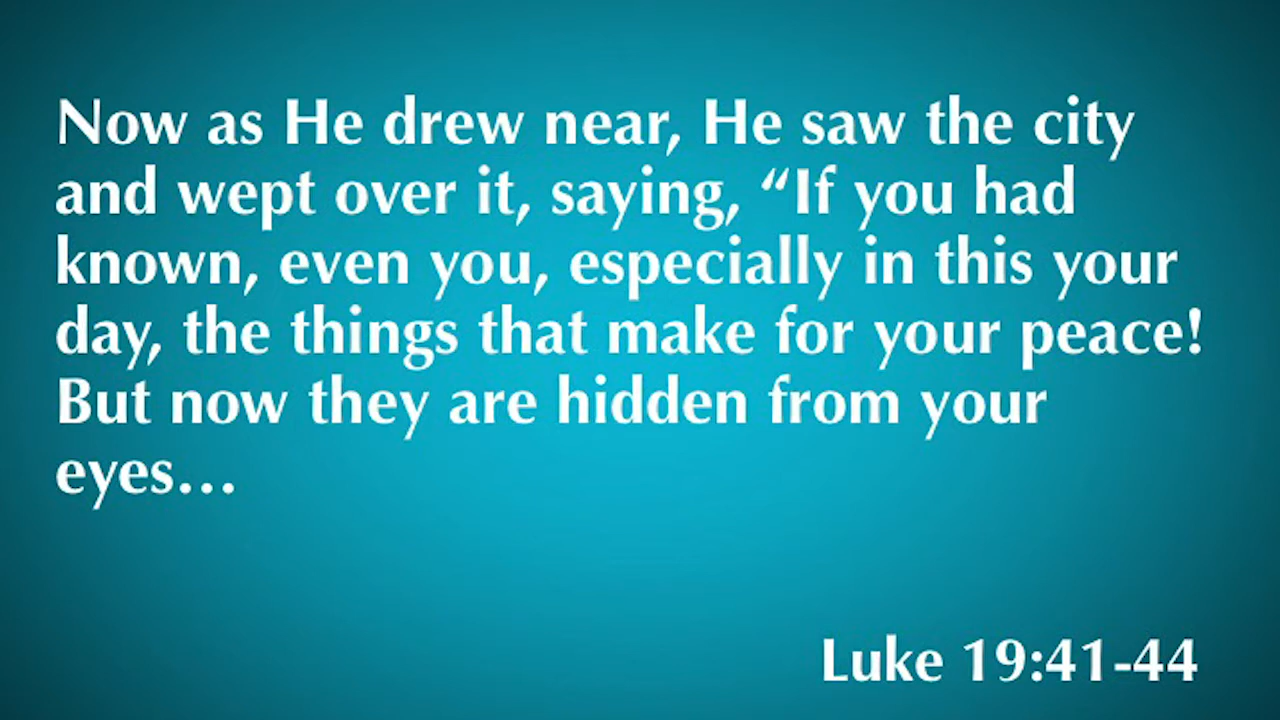 Now as He drew near, He saw the city
and wept over it, saying, “If you had
known, even you, especially in this your
day, the things that make for your peace!
But now they are hidden from your
eyes…
Luke 19:41-44